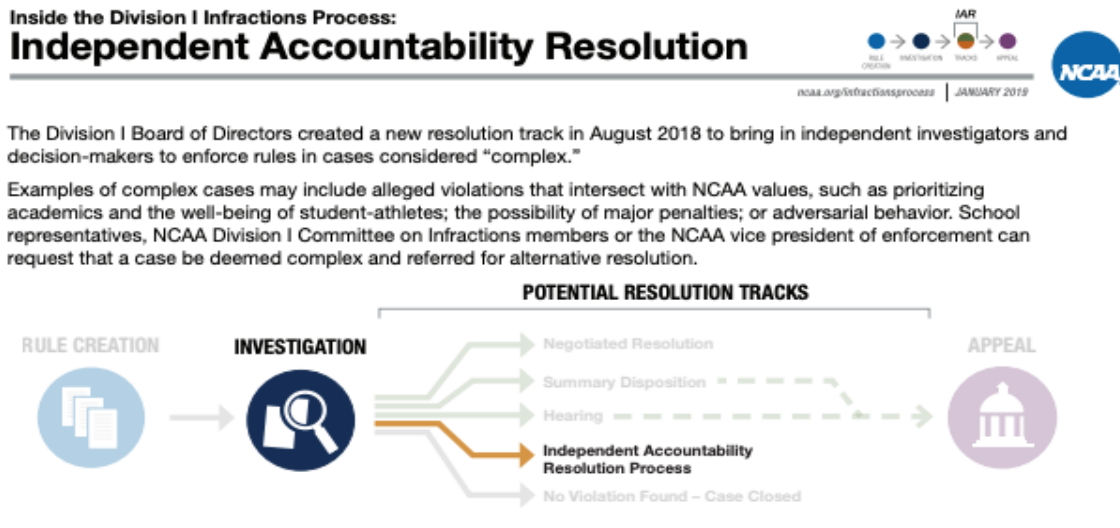 Inside the Division I Infractions Process:
Independent Accountability Resolution
IAR
RULE CREATION
INVESTIGATION
TRACKS
APPEAL
NCAA
ncaa.org/infractionsprocess | JANUARY 2019
The Division I Board of Directors created a new resolution track in August 2018 to bring in independent investigators and
decision-makers to enforce rules in cases considered “complex.”
Examples of complex cases may include alleged violations that intersect with NCAA values, such as prioritizing
academics and the well-being of student-athletes; the possibility of major penalties; or adversarial behavior. School
representatives, NCAA Division I Committee on Infractions members or the NCAA vice president of enforcement can
request that a case be deemed complex and referred for alternative resolution.
POTENTIAL RESOLUTION TRACKS
RULE CREATION
INVESTIGATION
Negotiated Resolution
Summary Disposition
Hearing
Independent Accountability
Resolution Process
No Violation Found – Case Closed
APPEAL